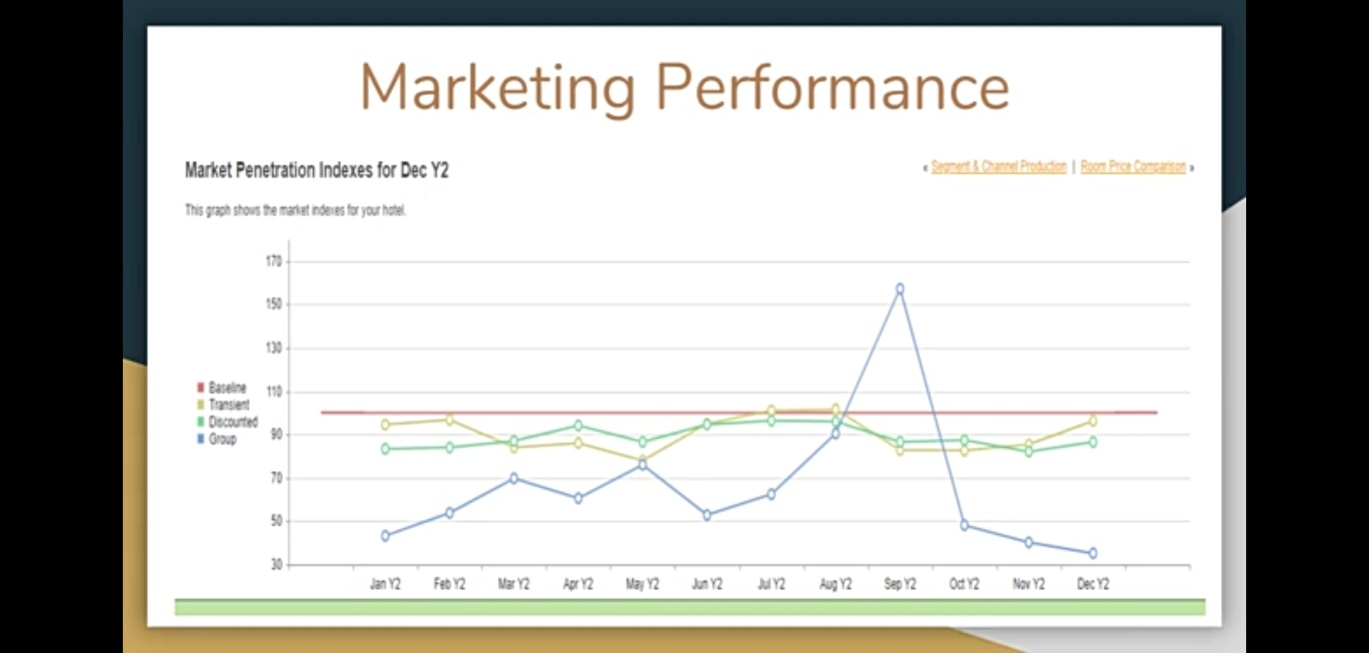 Marketing Performance
Market Penetration Indexes for Dec Y2
« Segment & Channel Production | Room Price Comparison »
This graph shows the market indexes for your hotel.
170
150
130
110
90
70
50
30
Baseline
Transient
Discounted
Group
Jan Y2 Feb Y2 Mar Y2 Apr Y2 May Y2 Jun Y2 Jul Y2 Aug Y2 Sep Y2 Oct Y2 Nov Y2 Dec Y2